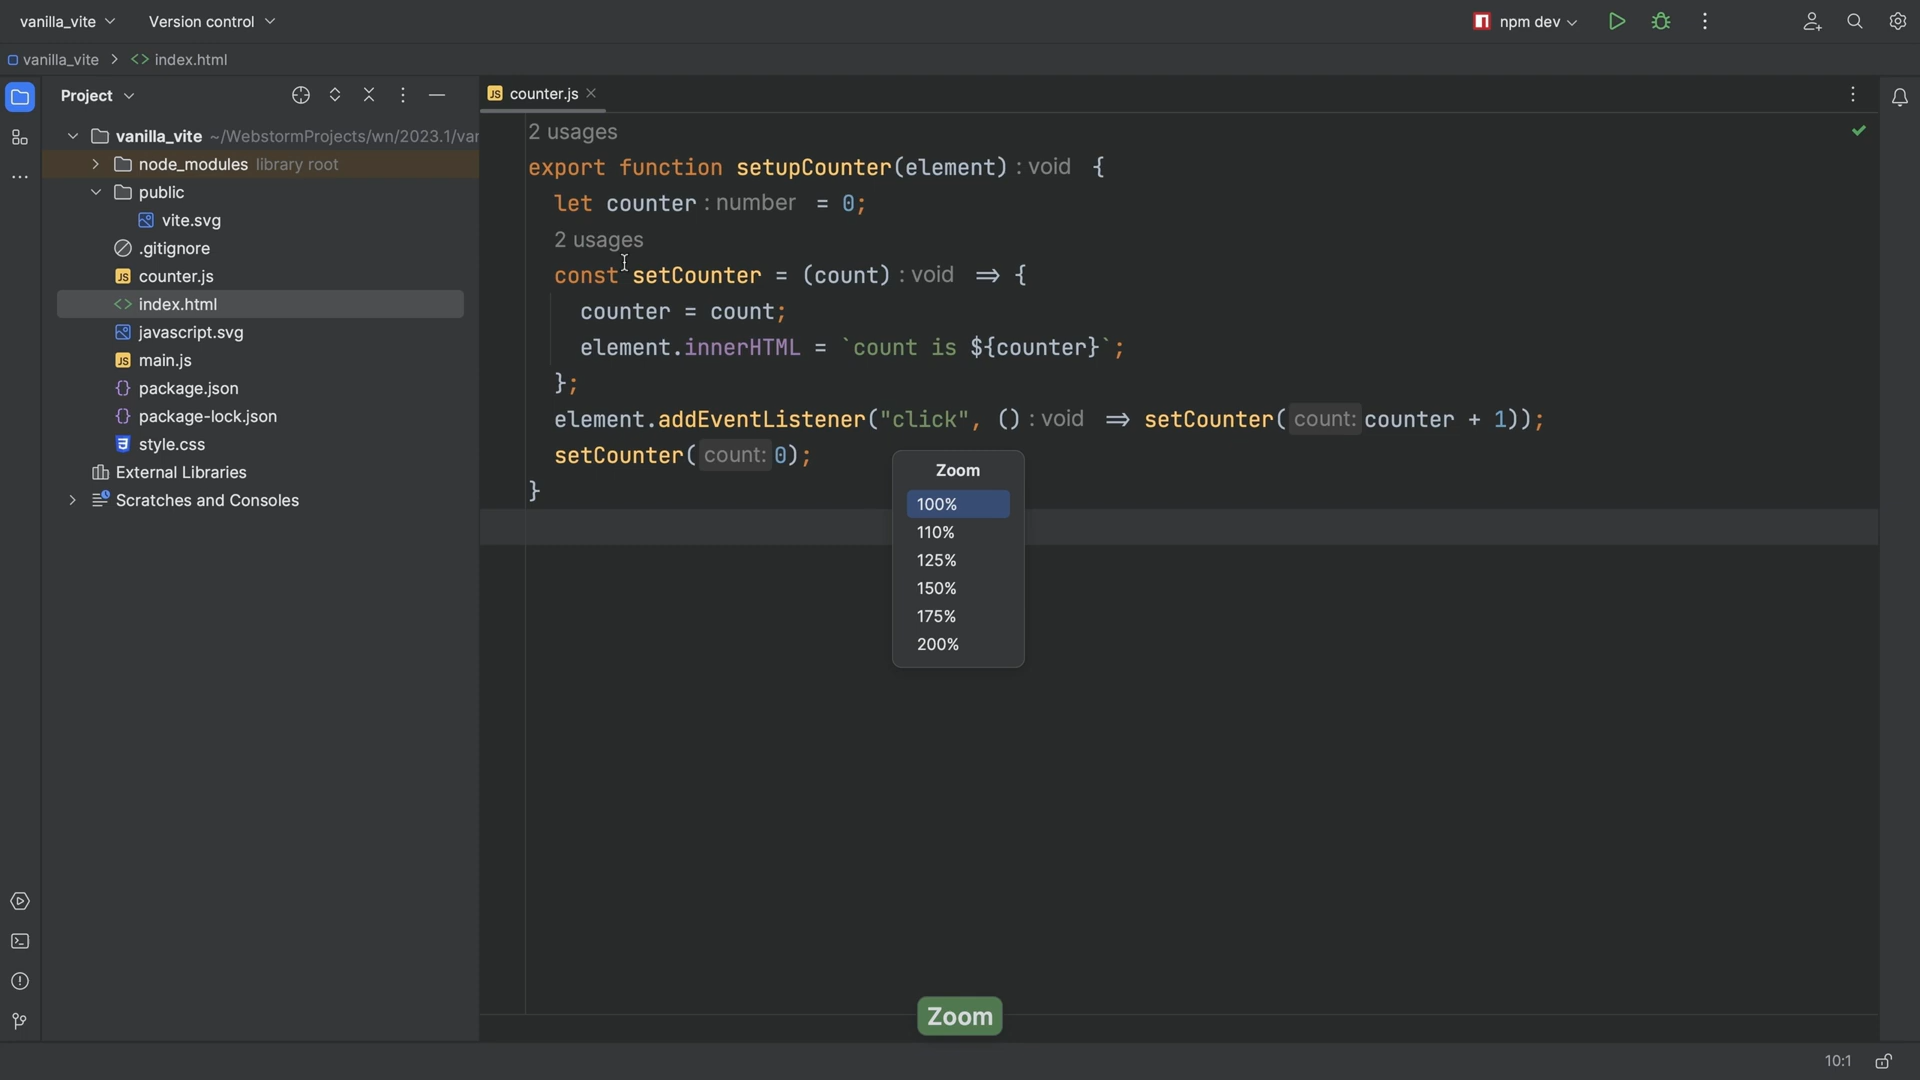 vanilla_vite
Version control
npm dev
vanilla_vite
index.html
Project
vanilla_vite ~/WebstormProjects/wn/2023.1/var
node_modules library root
public
vite.svg
.gitignore
counter.js
index.html
javascript.svg
main.js
package.json
package-lock.json
style.css
External Libraries
Scratches and Consoles
JS counter.js
2 usages
export function setupCounter(element) : void {
let counter : number = 0;
2 usages
const setCounter = (count) : void ⇒ {
counter = count;
element.innerHTML = `count is ${counter}`;
};
element.addEventListener("click", () : void ⇒ setCounter( count: counter + 1));
setCounter( count: 0);
}
Zoom
100%
110%
125%
150%
175%
200%
Zoom
10:1